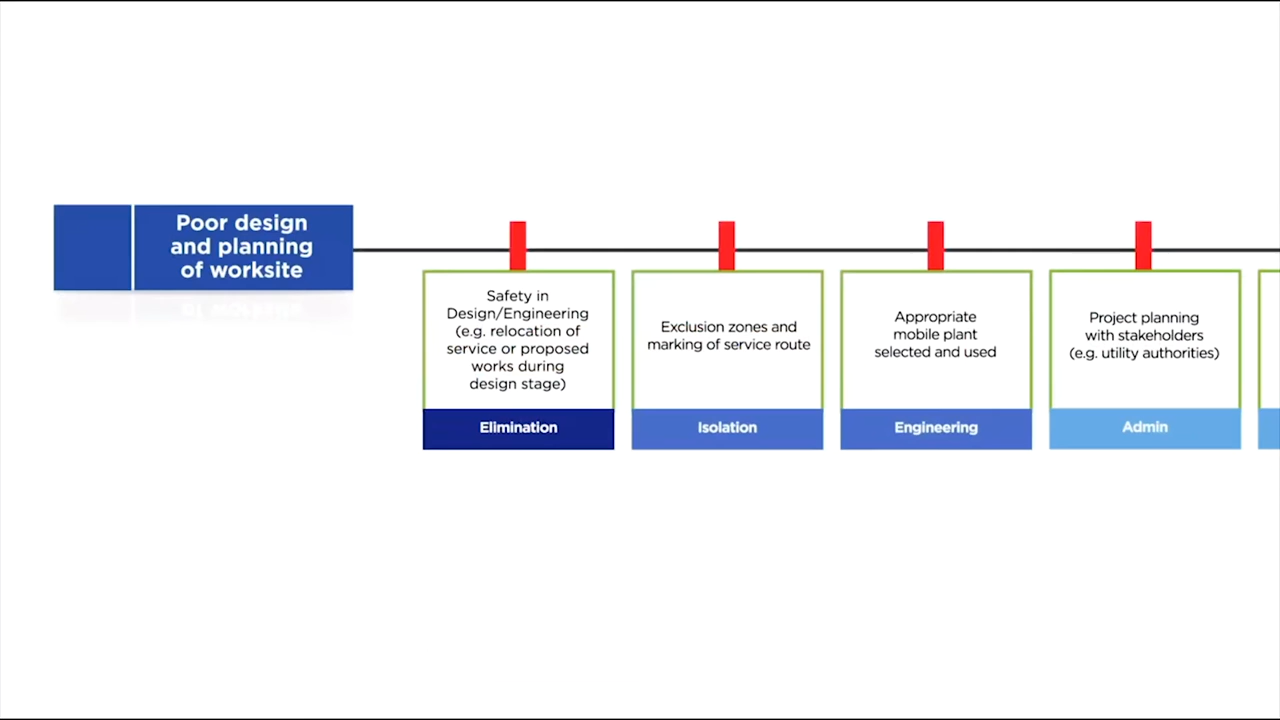 Poor design
and planning
of worksite
Safety in
Design/Engineering
(e.g. relocation of
service or proposed
works during
design stage)
Elimination
Exclusion zones and
marking of service route
Isolation
Appropriate
mobile plant
selected and used
Engineering
Project planning
with stakeholders
(e.g. utility authorities)
Admin